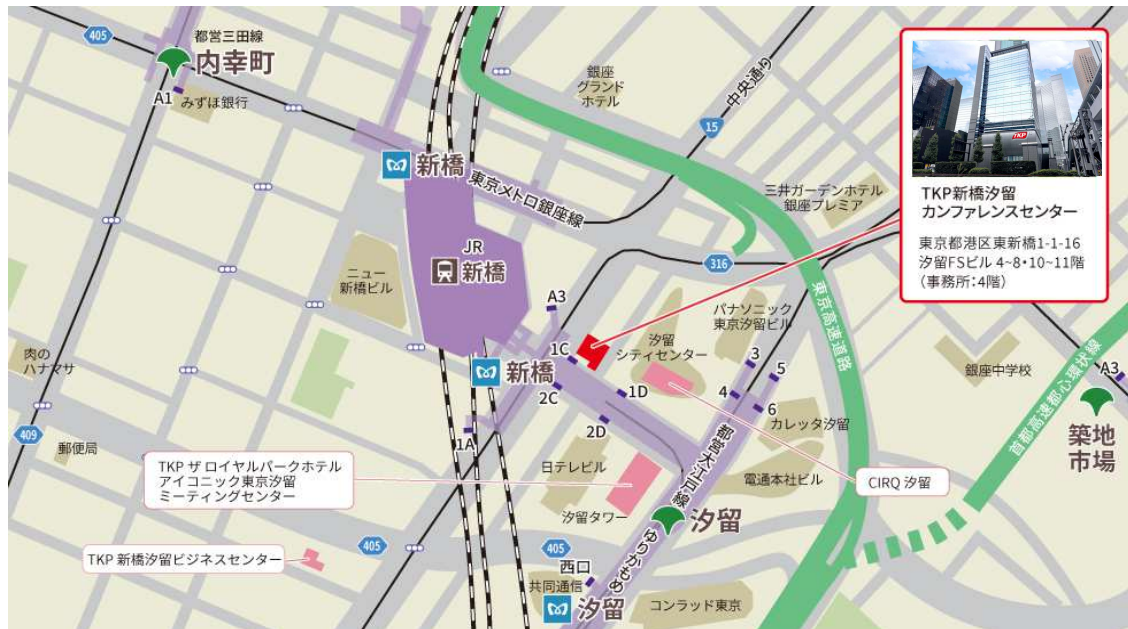 405
都営三田線
内幸町
A1
みずほ銀行
新橋
東京メトロ銀座線
銀座
グランド
ホテル
中央通り
15
三井ガーデンホテル
銀座プレミア
TKP
TKP新橋汐留
カンファレンスセンター
東京都港区東新橋1-1-16
汐留FSビル 4~8・10~11階
（事務所：4階）
JR
新橋
ニュー
新橋ビル
316
A3
パナソニック
東京汐留ビル
東京高速道路
汐留
シティセンター
1C
新橋
2C
1D
2D
1A
3
4
5
6
カレッタ汐留
銀座中学校
首都高速都心環状線
A3
築地
市場
肉の
ハナマサ
409
郵便局
TKP ザ ロイヤルパークホテル
アイコニック東京汐留
ミーティングセンター
日テレビル
汐留タワー
都営大江戸線
電通本社ビル
CIRQ 汐留
汐留
ゆりかもめ
TKP 新橋汐留ビジネスセンター
405
405
西口
共同通信
汐留
コンラッド東京